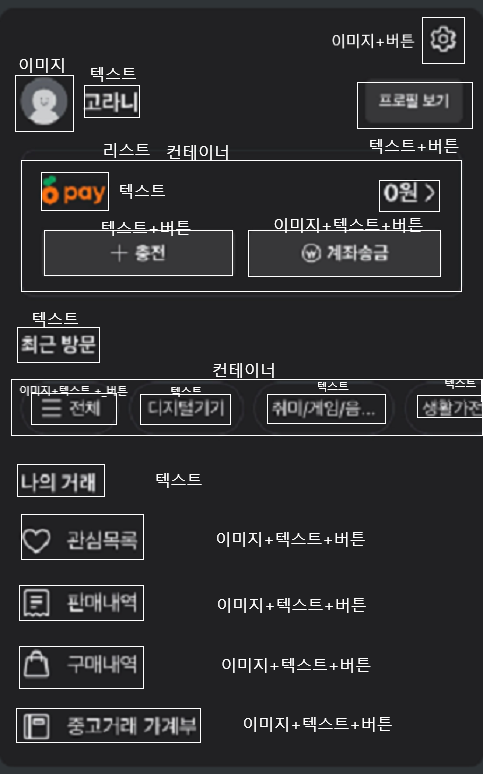 이미지+버튼
이미지
텍스트
고라니
프로필 보기
텍스트+버튼
리스트 컨테이너
pay 텍스트 0원 >
텍스트+버튼 이미지+텍스트+버튼
+ 충전 ₩ 계좌송금
텍스트
최근 방문
컨테이너
이미지+텍스트_+_버튼 텍스트 텍스트 텍스트
전체 디지털기기 취미/게임/음... 생활가전
나의 거래 텍스트
관심목록 이미지+텍스트+버튼
판매내역 이미지+텍스트+버튼
구매내역 이미지+텍스트+버튼
중고거래 가계부 이미지+텍스트+버튼